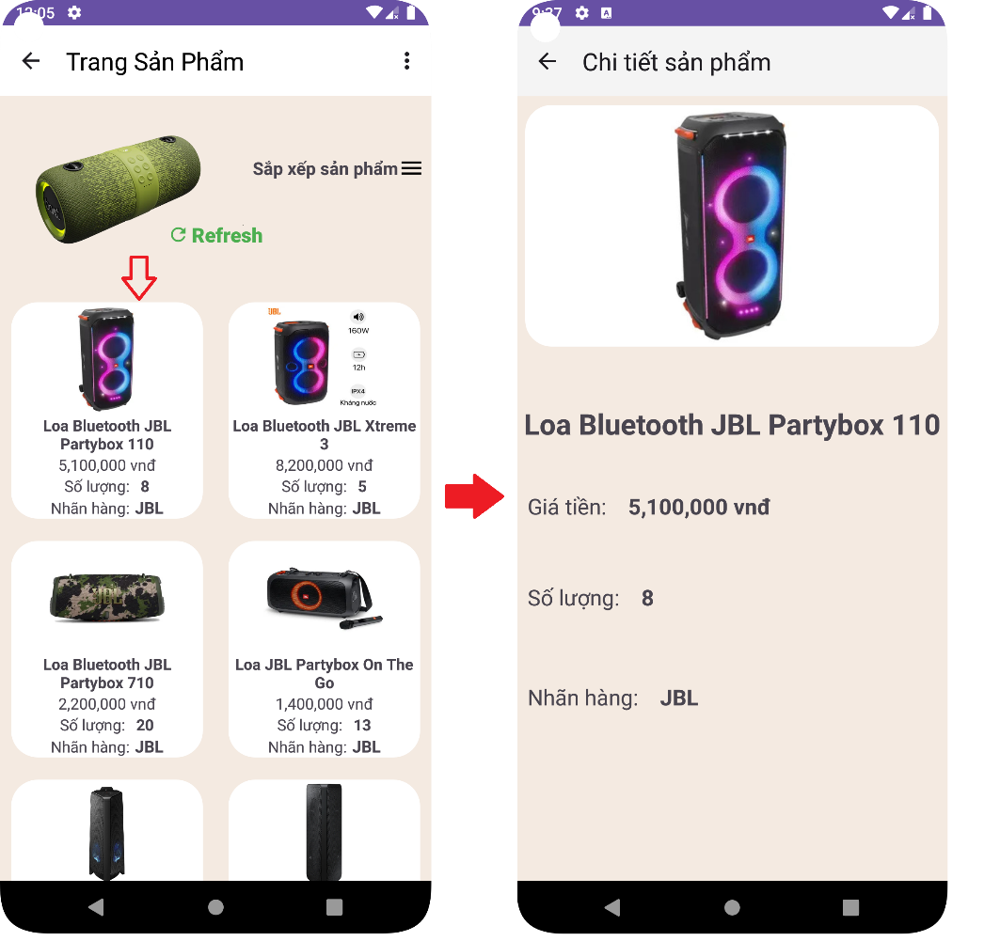 12:05
Trang Sản Phẩm
Sắp xếp sản phẩm
Refresh
Loa Bluetooth JBL
Partybox 110
5,100,000 vnđ
Số lượng: 8
Nhãn hàng: JBL
JBL
160W
12h
IPX4
Kháng nước
Loa Bluetooth JBL Xtreme
3
8,200,000 vnđ
Số lượng: 5
Nhãn hàng: JBL
JBL
Loa Bluetooth JBL
Partybox 710
2,200,000 vnđ
Số lượng: 20
Nhãn hàng: JBL
Loa JBL Partybox On The
Go
1,400,000 vnđ
Số lượng: 13
Nhãn hàng: JBL
9:37
A
Chi tiết sản phẩm
Loa Bluetooth JBL Partybox 110
Giá tiền: 5,100,000 vnđ
Số lượng: 8
Nhãn hàng: JBL